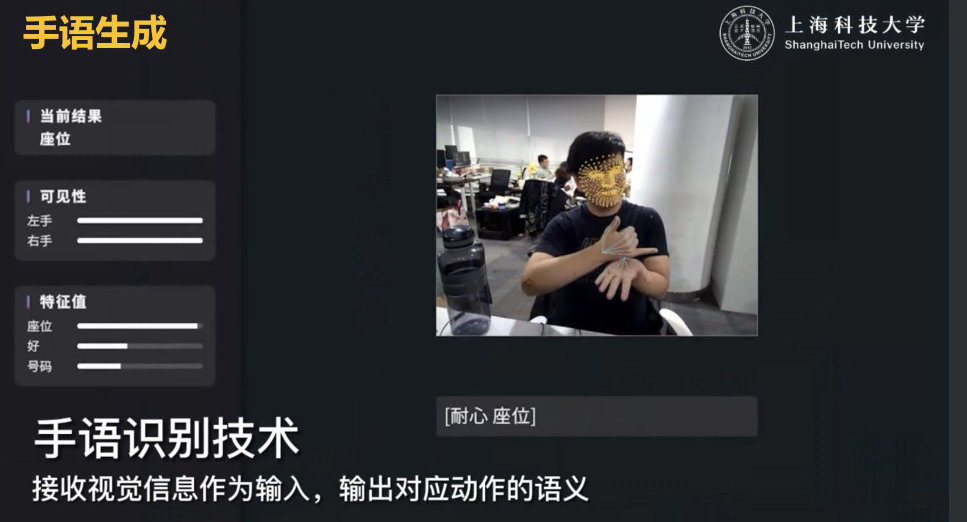 手语生成
上海科技大学
ShanghaiTech University
当前结果
座位
可见性
左手
右手
特征值
座位
好
号码
[耐心 座位]
手语识别技术
接收视觉信息作为输入，输出对应动作的语义